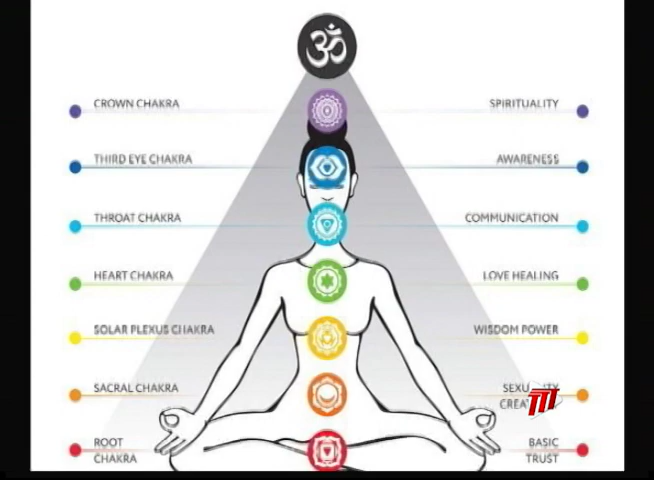 ॐ
CROWN CHAKRA
SPIRITUALITY
THIRD EYE CHAKRA
AWARENESS
THROAT CHAKRA
COMMUNICATION
HEART CHAKRA
LOVE HEALING
SOLAR PLEXUS CHAKRA
WISDOM POWER
SACRAL CHAKRA
ROOT
CHAKRA
BASIC
TRUST